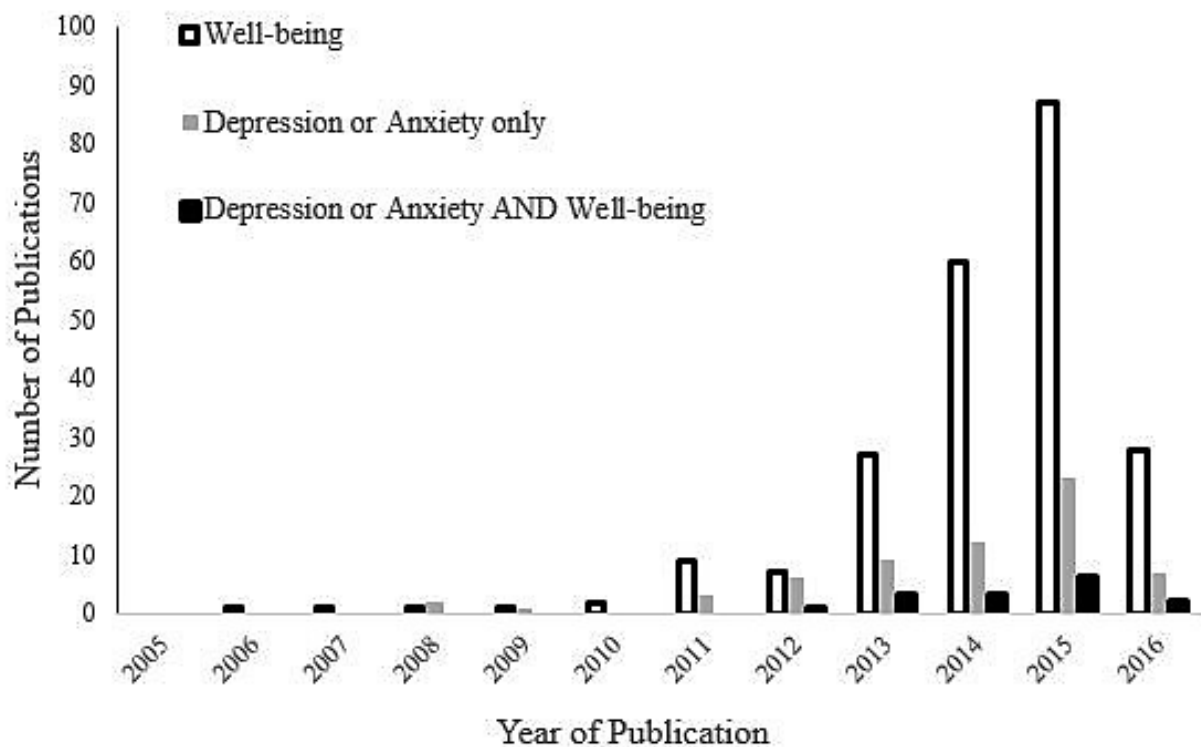 100
90
80
70
60
50
40
30
20
10
0
Number of Publications
Well-being
Depression or Anxiety only
Depression or Anxiety AND Well-being
2005 2006 2007 2008 2009 2010 2011 2012 2013 2014 2015 2016
Year of Publication